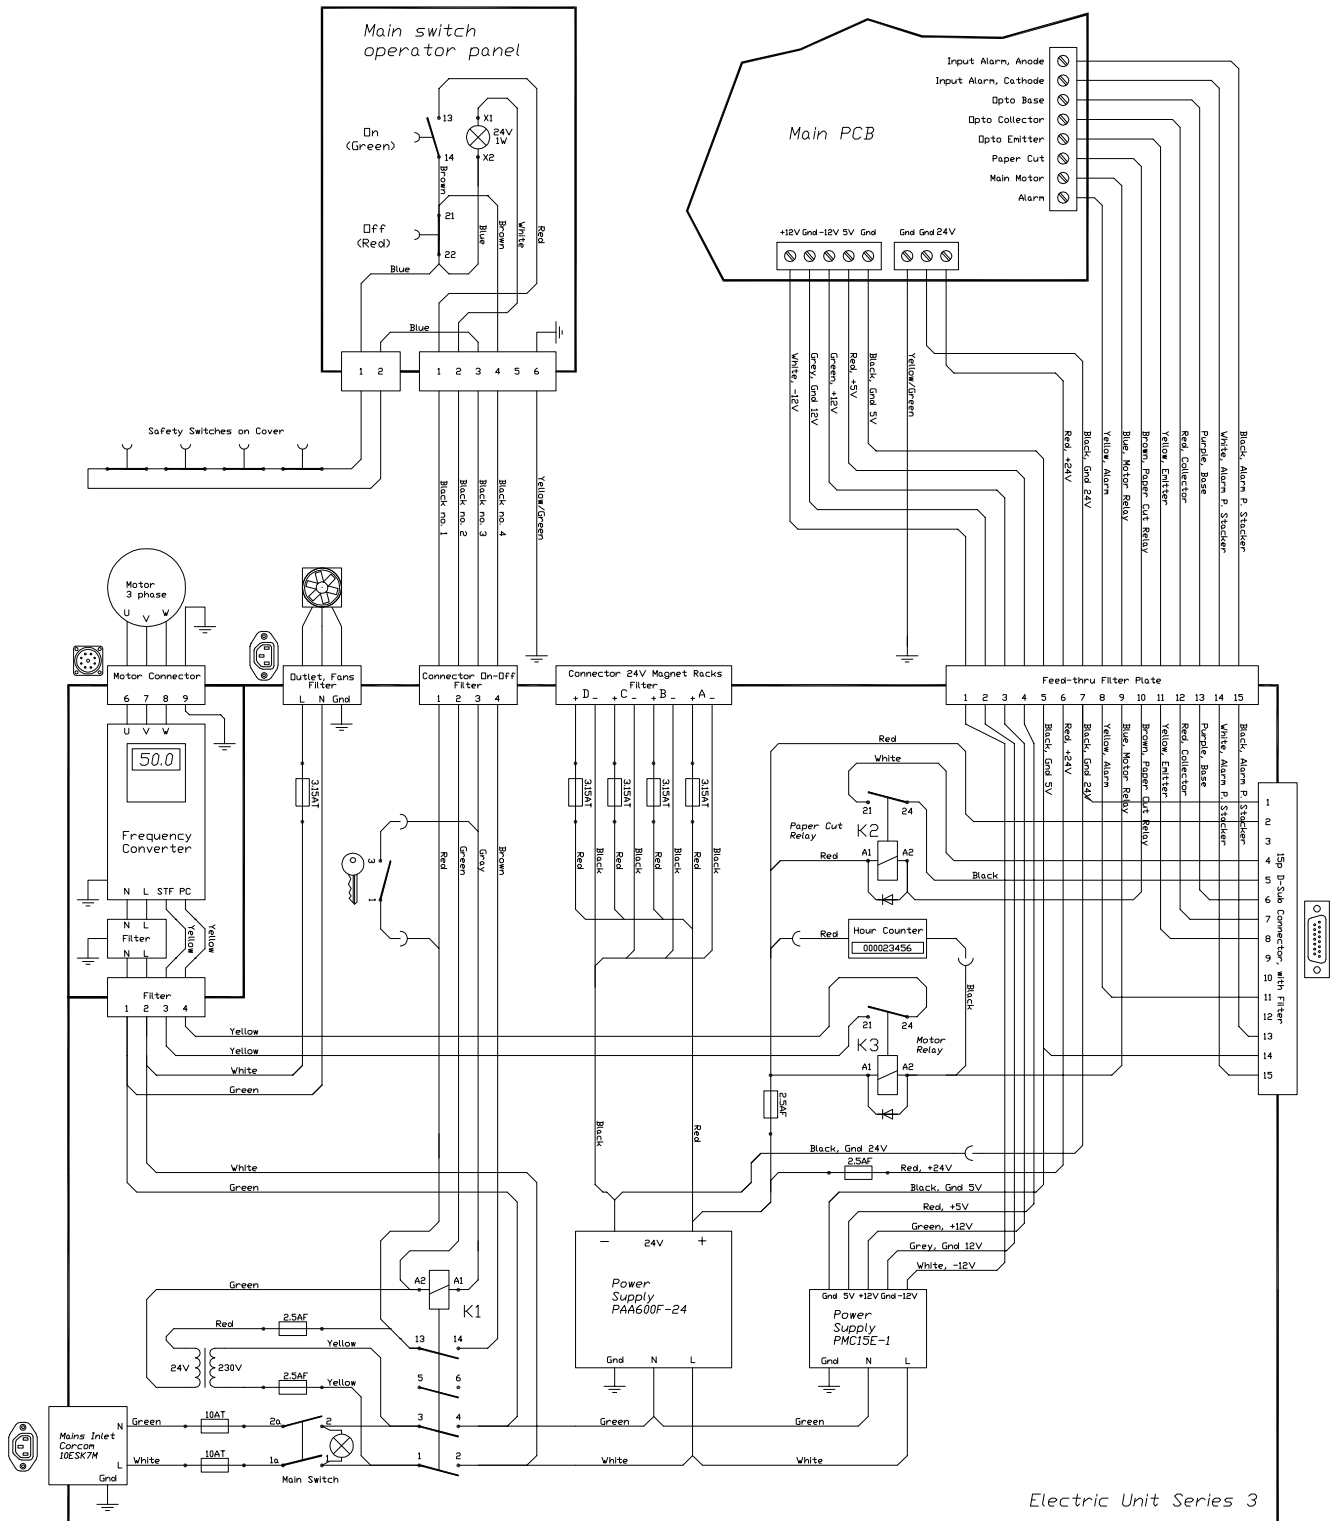 Main switch
operator panel
On
(Green)
13
14
X1
24V
1W
X2
Brown
Off
(Red)
21
22
Blue
Brown
White
Red
Blue
Blue
1 2
1 2 3 4 5 6
Safety Switches on Cover
Black no. 1
Black no. 2
Black no. 3
Black no. 4
Yellow/Green
Main PCB
Input Alarm, Anode
Input Alarm, Cathode
Opto Base
Opto Collector
Opto Emitter
Paper Cut
Main Motor
Alarm
+12V Gnd -12V 5V Gnd
Gnd Gnd 24V
White, -12V
Grey, Gnd 12V
Green, +12V
Red, +5V
Black, Gnd 5V
Yellow/Green
Red, +24V
Black, Gnd 24V
Yellow, Alarm
Blue, Motor Relay
Brown, Paper Cut Relay
Yellow, Emitter
Red, Collector
Purple, Base
White, Alarm P. Stacker
Black, Alarm P. Stacker
Motor
3 phase
U V W
Motor Connector
6 7 8 9
U V W
50.0
Frequency
Converter
N L STF PC
N L
Filter
N L
Yellow
Yellow
Filter
1 2 3 4
Outlet, Fans
Filter
L N Gnd
3.15AT
Connector On-Off
Filter
1 2 3 4
3
1
Red
Green
Gray
Brown
Connector 24V Magnet Racks
Filter
+ D - + C - + B - + A -
3.15AT
3.15AT
3.15AT
3.15AT
Red
Black
Red
Black
Red
Black
Red
Black
Feed-thru Filter Plate
1 2 3 4 5 6 7 8 9 10 11 12 13 14 15
Black, Gnd 5V
Red, +24V
Black, Gnd 24V
Yellow, Alarm
Blue, Motor Relay
Brown, Paper Cut Relay
Yellow, Emitter
Red, Collector
Purple, Base
White, Alarm P. Stacker
Black, Alarm P. Stacker
Red
White
21
24
Paper Cut
Relay
K2
Red
A1
A2
Black
Red
Hour Counter
000023456
Black
21
24
K3
Motor
Relay
A1
A2
2.5AF
1
2
3
4
5
6
7
8
9
10
11
12
13
14
15
15p D-Sub Connector, with Filter
Yellow
Yellow
White
Green
Black
Red
Black, Gnd 24V
2.5AF
Red, +24V
White
Green
Black, Gnd 5V
Red, +5V
Green, +12V
Grey, Gnd 12V
White, -12V
- 24V +
Power
Supply
PAA600F-24
Gnd N L
Gnd 5V +12V Gnd -12V
Power
Supply
PMC15E-1
Gnd N L
Green
A2
A1
K1
Red
2.5AF
Yellow
13
14
24V
230V
2.5AF
Yellow
5
6
Mains Inlet
Corcom
10ESK7M
N
L
Gnd
Green
10AT
2a
2
3
4
Green
Green
White
10AT
1a
1
1
2
White
White
Main Switch
Electric Unit Series 3